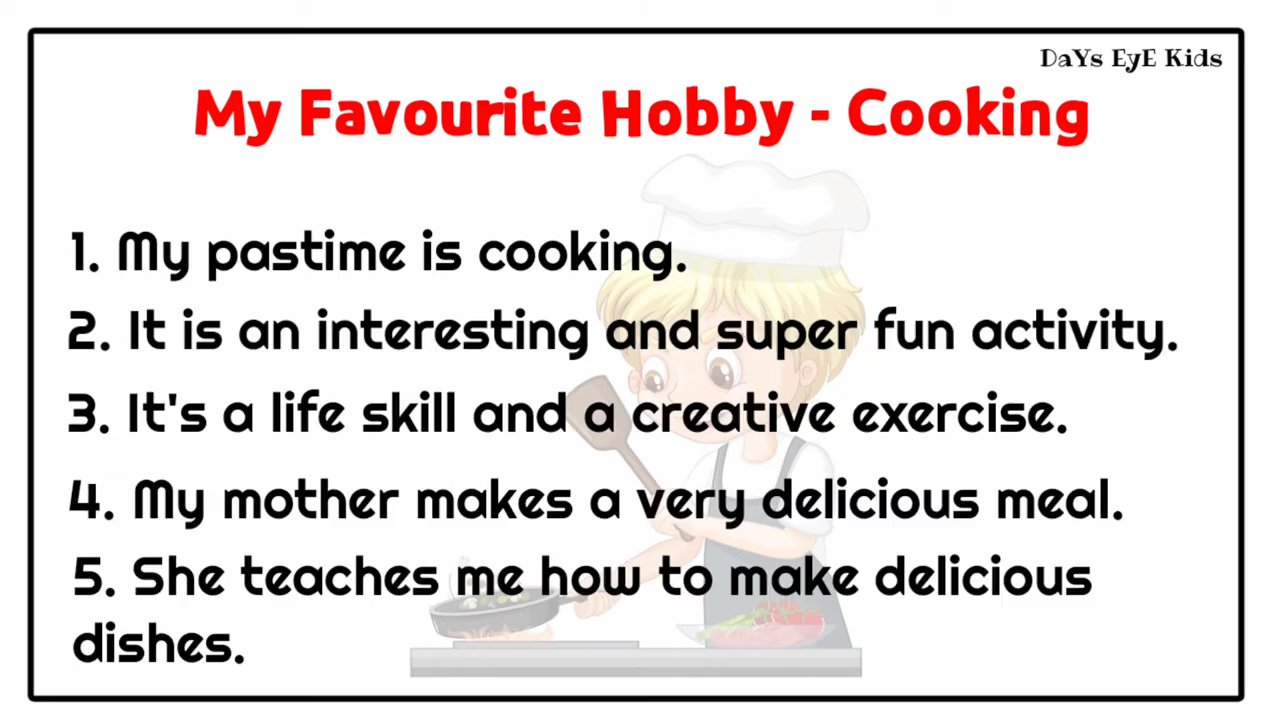 DaYs EyE Kids
My Favourite Hobby - Cooking
1. My pastime is cooking.
2. It is an interesting and super fun activity.
3. It's a life skill and a creative exercise.
4. My mother makes a very delicious meal.
5. She teaches me how to make delicious
dishes.